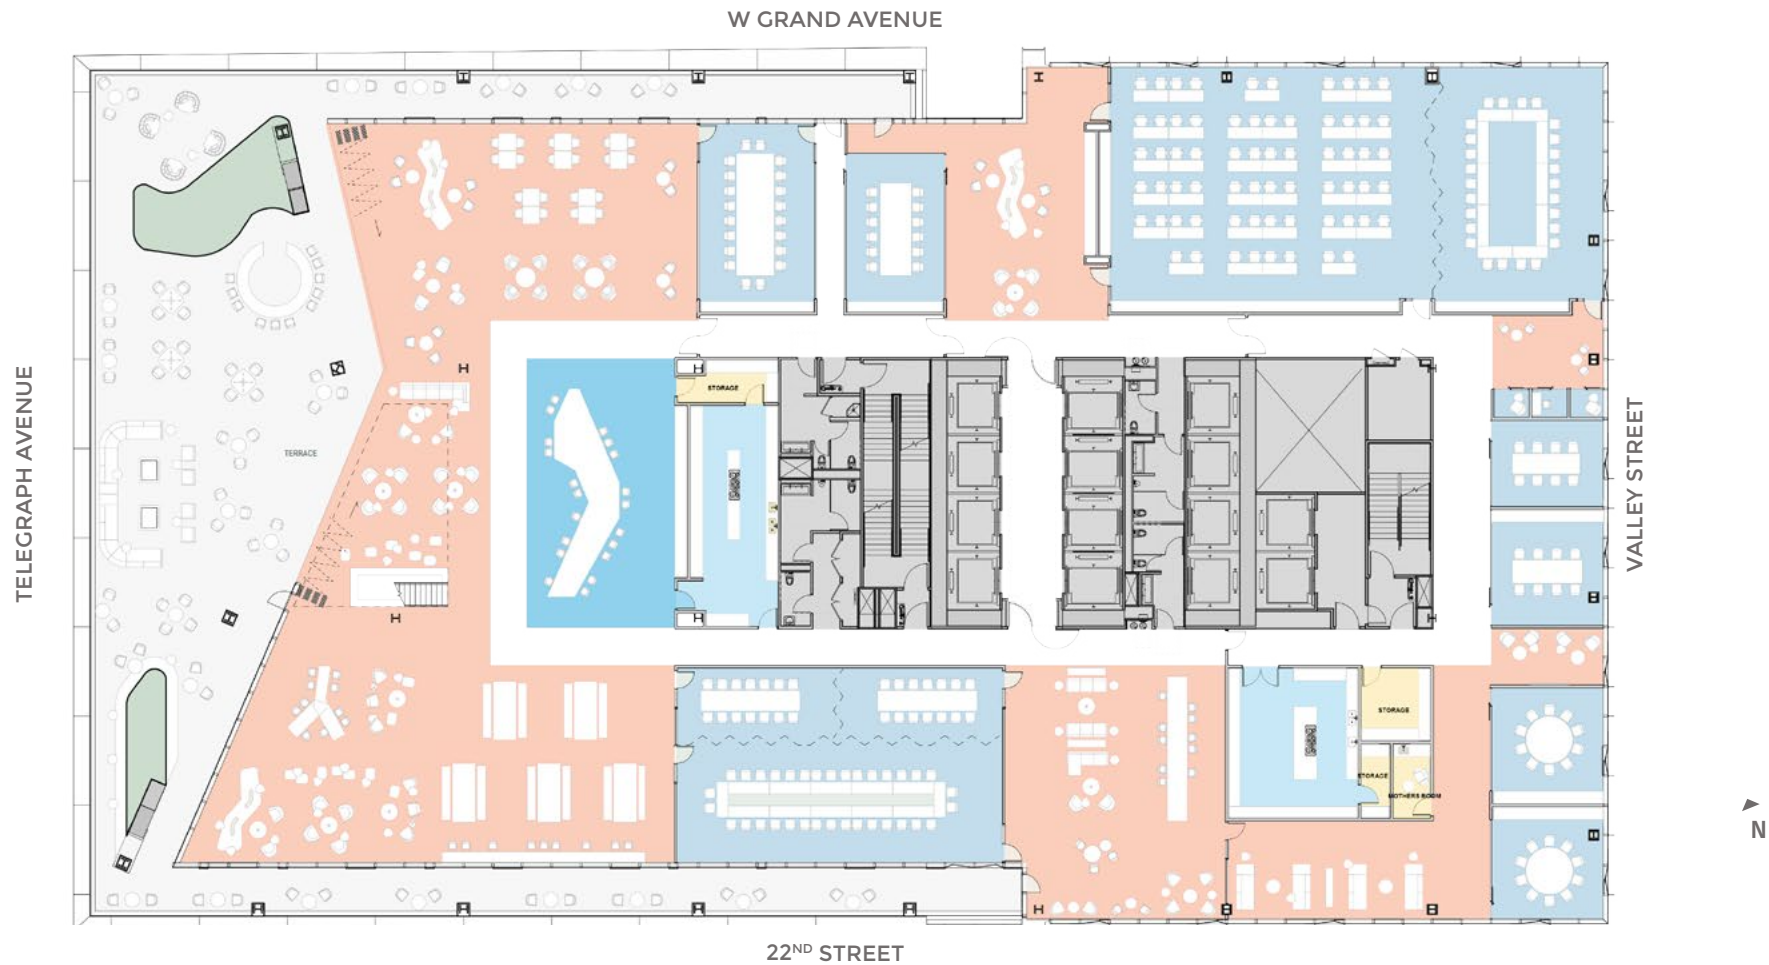 W GRAND AVENUE
TELEGRAPH AVENUE
STORAGE
TERRACE
VALLEY STREET
STORAGE
STORAGE
MOTHERS ROOM
N
22ND STREET